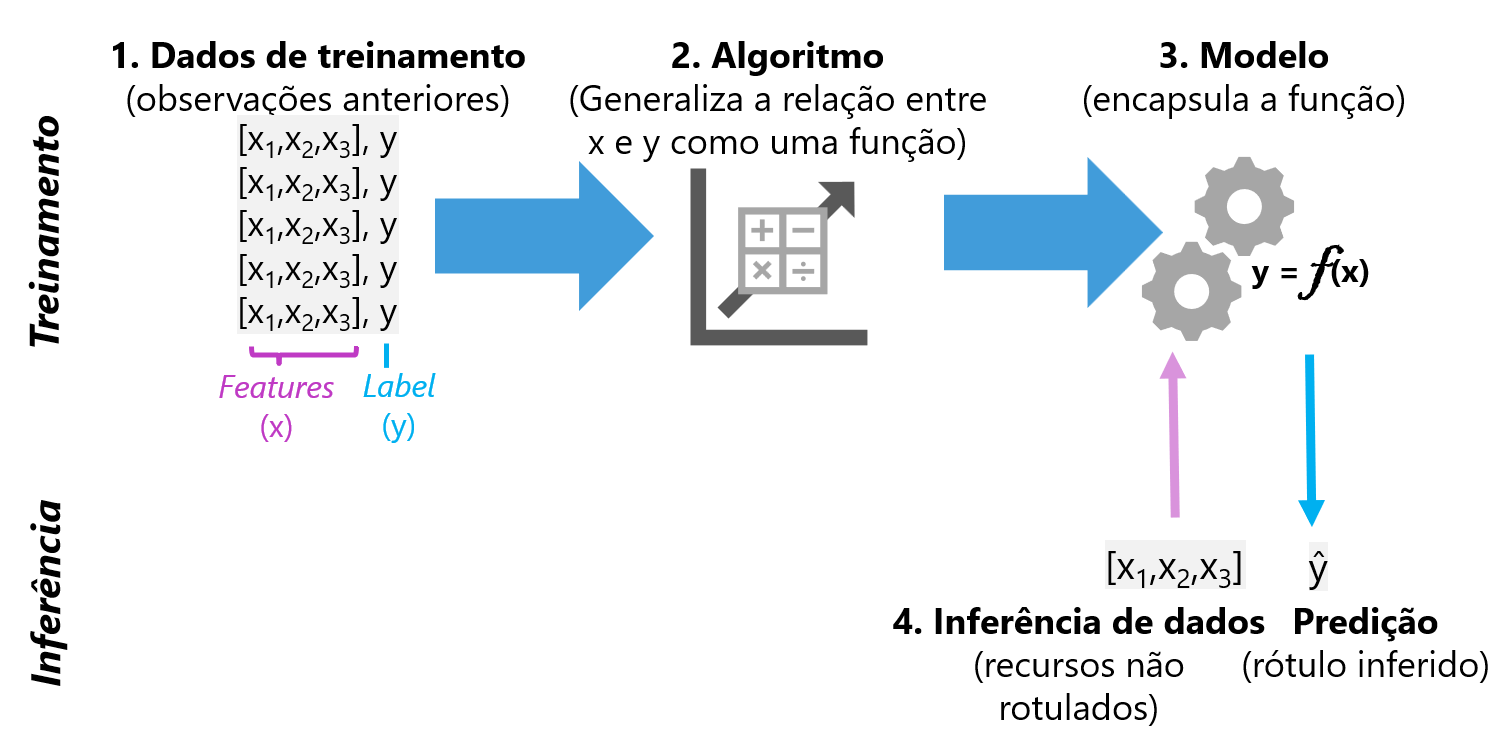 1. Dados de treinamento
(observações anteriores)
[x₁,x₂,x₃], y
[x₁,x₂,x₃], y
[x₁,x₂,x₃], y
[x₁,x₂,x₃], y
[x₁,x₂,x₃], y
Features
(x)
Label
(y)
2. Algoritmo
(Generaliza a relação entre
x e y como uma função)
+ −
× ÷
3. Modelo
(encapsula a função)
y = f(x)
Treinamento
Inferência
[x₁,x₂,x₃]
4. Inferência de dados
(recursos não
rotulados)
ŷ
Predição
(rótulo inferido)